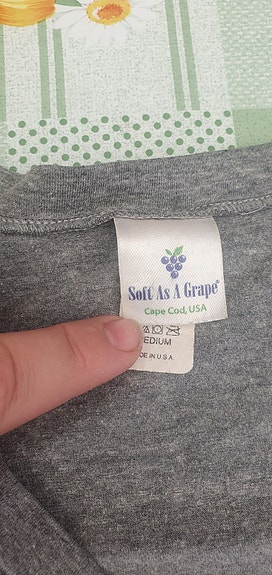 Soft As A Grape®
Cape Cod, USA
EDIUM
DE IN U.S.A.